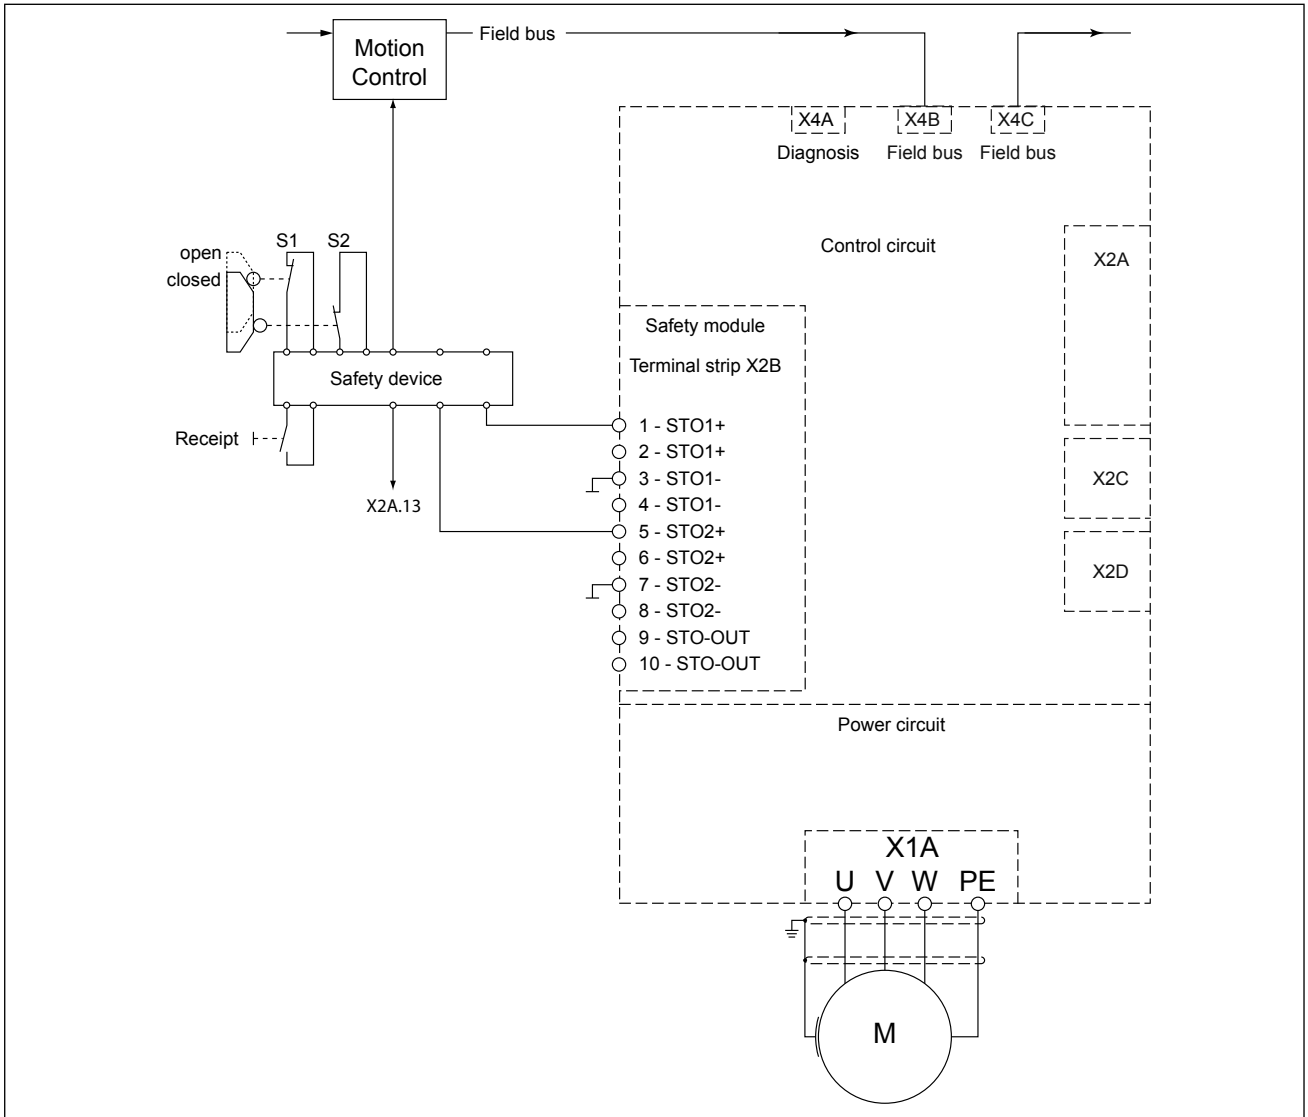 Motion
Control
Field bus
X4A
X4B
X4C
Diagnosis
Field bus
Field bus
Control circuit
X2A
S1
S2
open
closed
Safety device
Receipt
X2A.13
Safety module
Terminal strip X2B
1 - STO1+
2 - STO1+
3 - STO1-
4 - STO1-
5 - STO2+
6 - STO2+
7 - STO2-
8 - STO2-
9 - STO-OUT
10 - STO-OUT
X2C
X2D
Power circuit
X1A
U V W PE
M